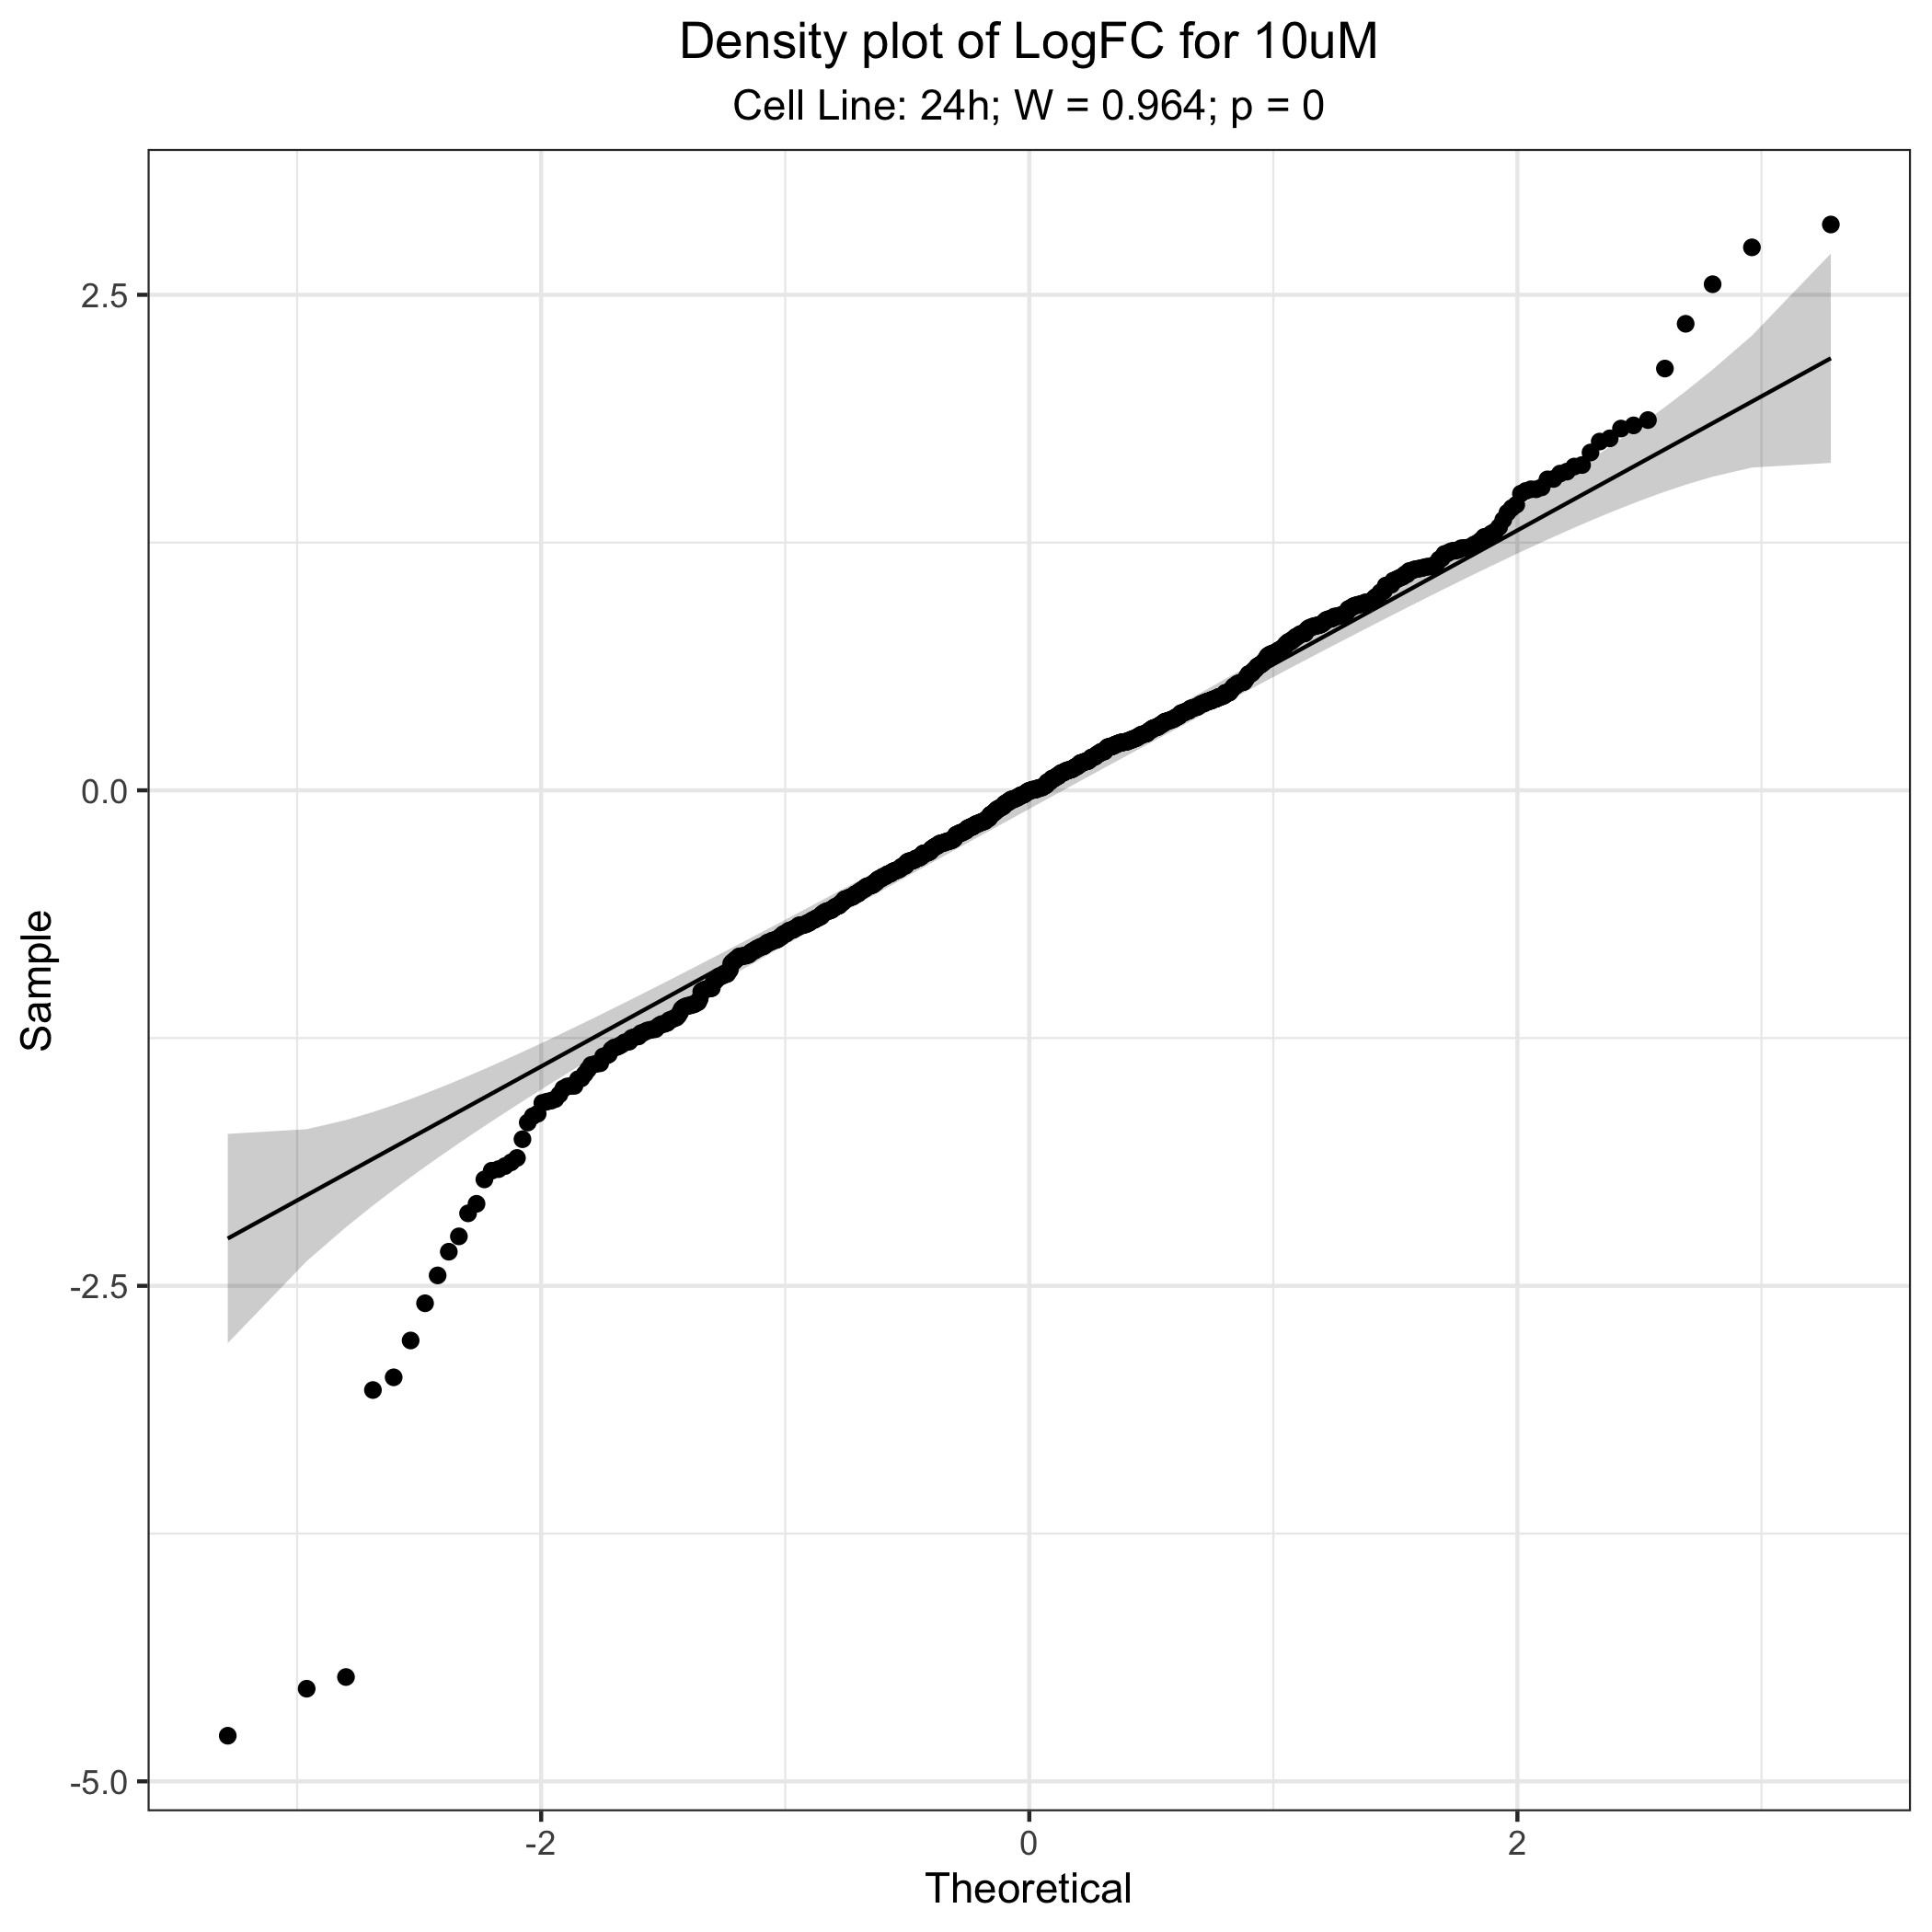 Density plot of LogFC for 10uM
Cell Line: 24h; W = 0.964; p = 0
2.5
0.0
-2.5
-5.0
Sample
-2 0 2
Theoretical